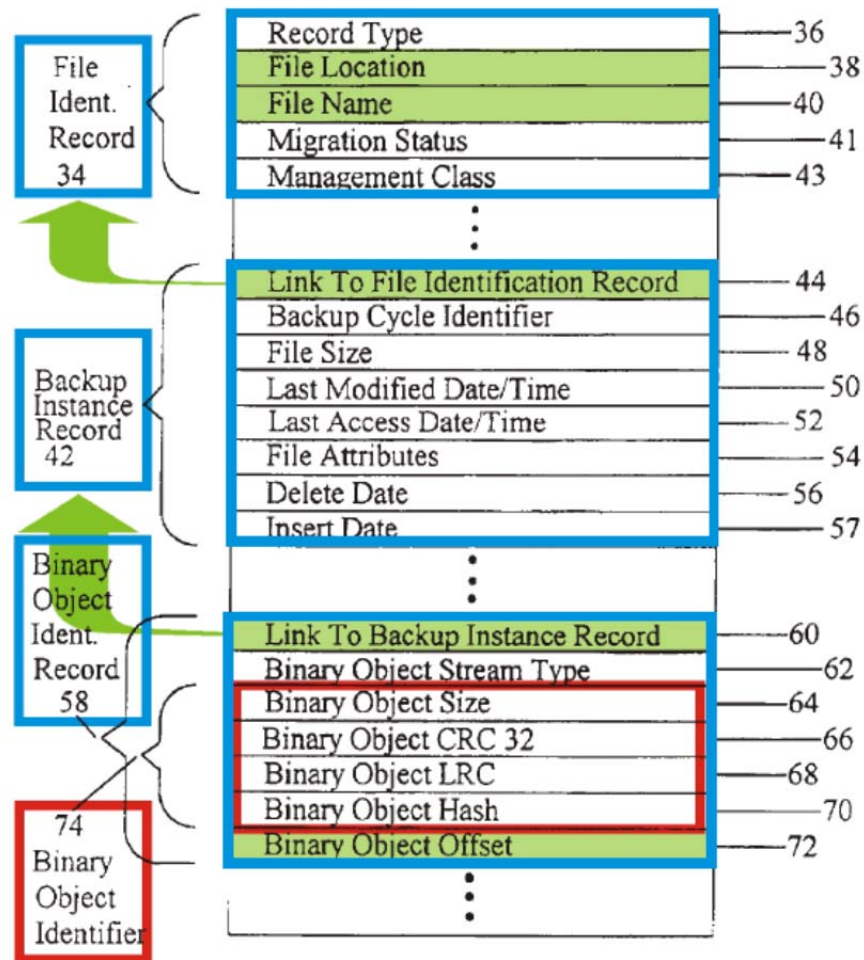 File
Ident.
Record
34
Record Type
36
File Location
38
File Name
40
Migration Status
41
Management Class
43
Backup
Instance
Record
42
Link To File Identification Record
44
Backup Cycle Identifier
46
File Size
48
Last Modified Date/Time
50
Last Access Date/Time
52
File Attributes
54
Delete Date
56
Insert Date
57
Binary
Object
Ident.
Record
58
Link To Backup Instance Record
60
Binary Object Stream Type
62
Binary Object Size
64
Binary Object CRC 32
66
Binary Object LRC
68
Binary Object Hash
70
Binary Object Offset
72
74
Binary
Object
Identifier